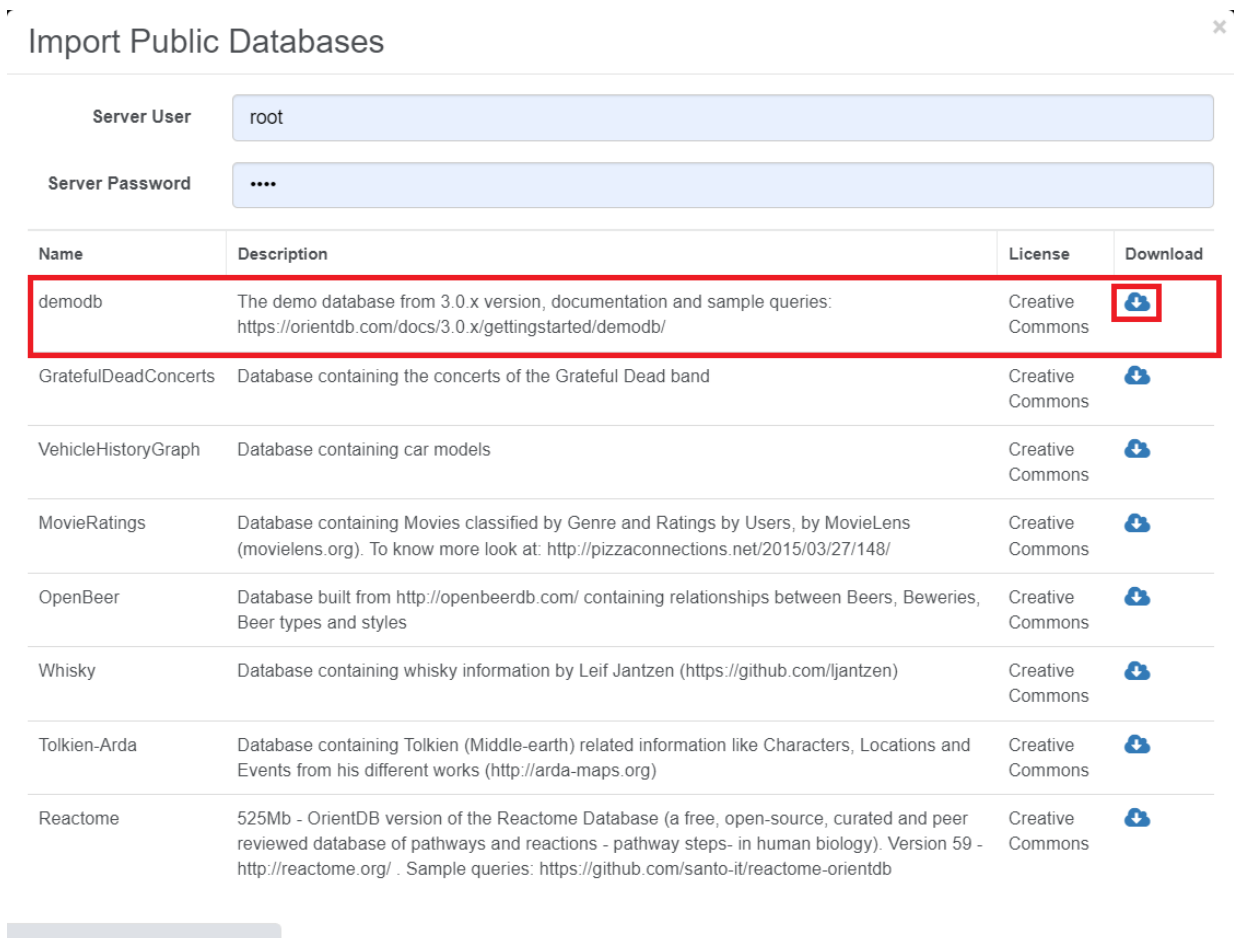 Import Public Databases
×
Server User
root
Server Password
••••
Name Description License Download
demodb The demo database from 3.0.x version, documentation and sample queries: Creative
https://orientdb.com/docs/3.0.x/gettingstarted/demodb/ Commons
GratefulDeadConcerts Database containing the concerts of the Grateful Dead band Creative
Commons
VehicleHistoryGraph Database containing car models Creative
Commons
MovieRatings Database containing Movies classified by Genre and Ratings by Users, by MovieLens Creative
(movielens.org). To know more look at: http://pizzaconnections.net/2015/03/27/148/ Commons
OpenBeer Database built from http://openbeerdb.com/ containing relationships between Beers, Beweries, Creative
Beer types and styles Commons
Whisky Database containing whisky information by Leif Jantzen (https://github.com/ljantzen) Creative
Commons
Tolkien-Arda Database containing Tolkien (Middle-earth) related information like Characters, Locations and Creative
Events from his different works (http://arda-maps.org) Commons
Reactome 525Mb - OrientDB version of the Reactome Database (a free, open-source, curated and peer Creative
reviewed database of pathways and reactions - pathway steps- in human biology). Version 59 - Commons
http://reactome.org/ . Sample queries: https://github.com/santo-it/reactome-orientdb